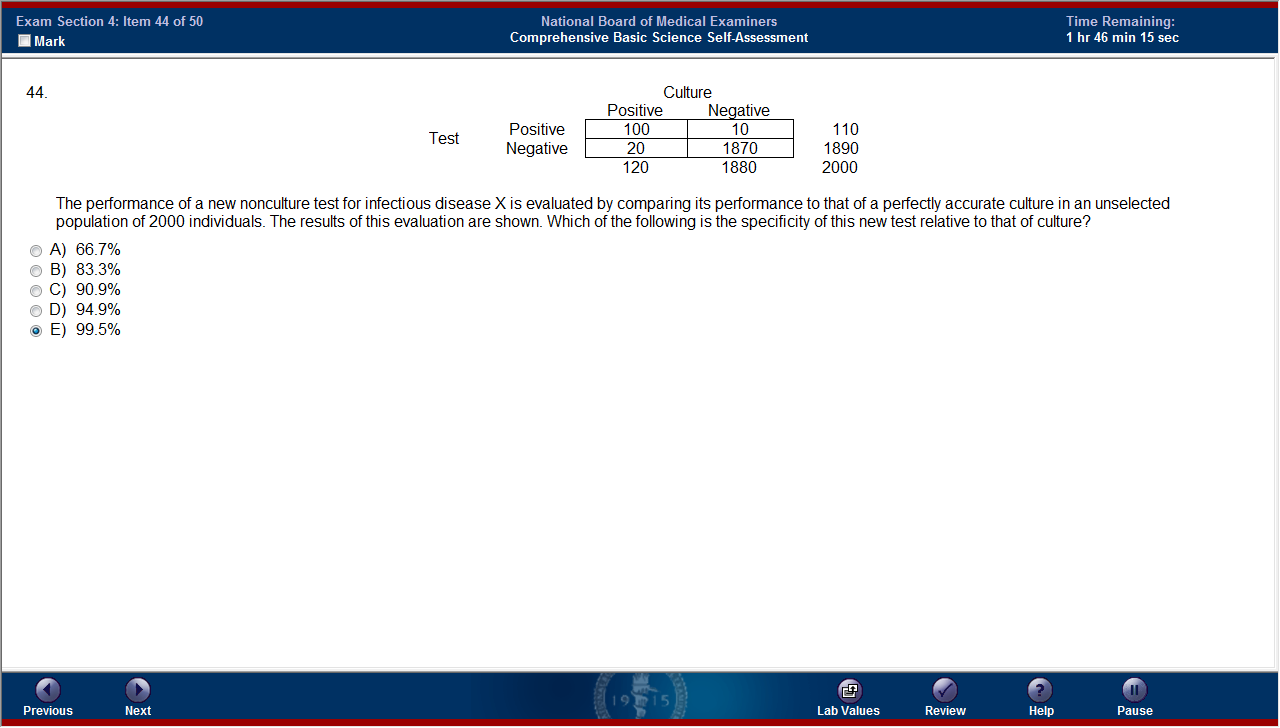 Exam Section 4: Item 44 of 50
National Board of Medical Examiners
Time Remaining:
Mark
Comprehensive Basic Science Self-Assessment
1 hr 46 min 15 sec
44.
Culture
Positive Negative
Test
Positive 100 10 110
Negative 20 1870 1890
120 1880 2000
The performance of a new nonculture test for infectious disease X is evaluated by comparing its performance to that of a perfectly accurate culture in an unselected
population of 2000 individuals. The results of this evaluation are shown. Which of the following is the specificity of this new test relative to that of culture?
A) 66.7%
B) 83.3%
C) 90.9%
D) 94.9%
E) 99.5%
1915
Previous Next Lab Values Review Help Pause